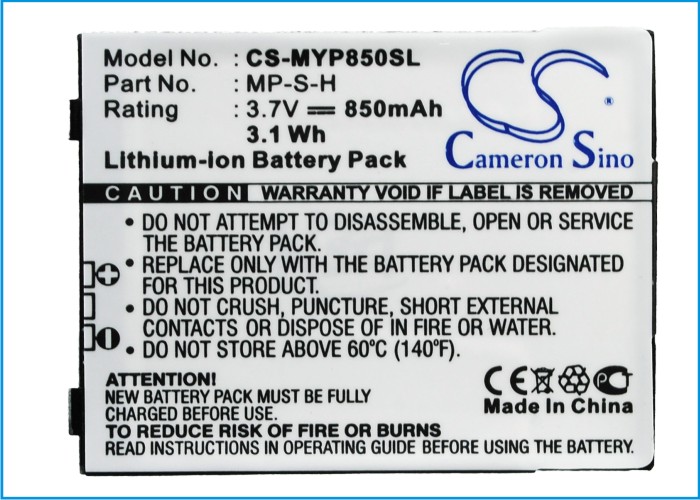 Model No. : CS-MYP850SL
Part No. : MP-S-H
Rating : 3.7V 850mAh
3.1 Wh
Lithium-ion Battery Pack
CS
Cameron Sino
®
CAUTION WARRANTY VOID IF LABEL IS REMOVED
• DO NOT ATTEMPT TO DISASSEMBLE, OPEN OR SERVICE
THE BATTERY PACK.
• REPLACE ONLY WITH THE BATTERY PACK DESIGNATED
FOR THIS PRODUCT.
• DO NOT CRUSH, PUNCTURE, SHORT EXTERNAL
CONTACTS OR DISPOSE OF IN FIRE OR WATER.
• DO NOT STORE ABOVE 60°C (140°F).
ATTENTION!
NEW BATTERY PACK MUST BE FULLY
CHARGED BEFORE USE.
TO REDUCE RISK OF FIRE OR BURNS
READ INSTRUCTIONS SUPPLIED BEFORE USING BATTERY.
CE
Made In China